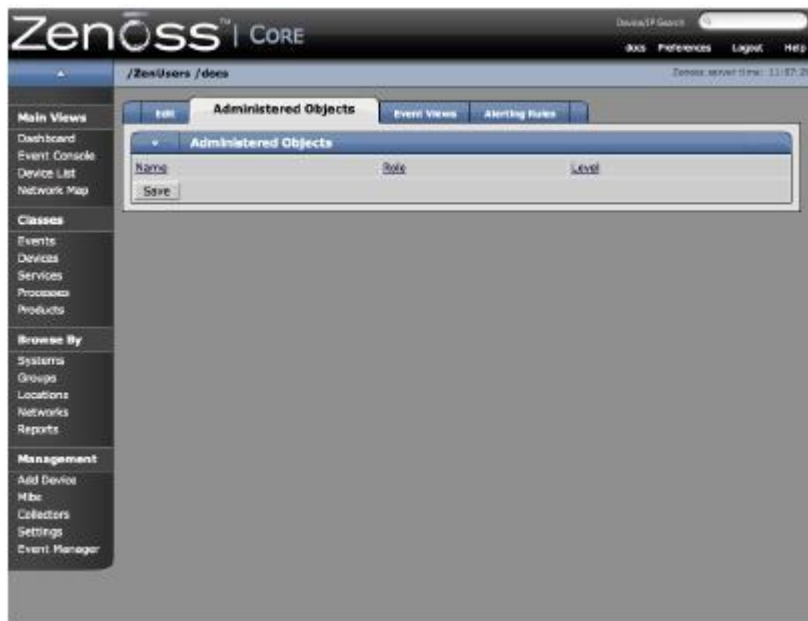 Zenoss™ | CORE
Device/IP Search
docs Preferences Logout Help
/ZenUsers /docs
Zenoss server time: 11:07:2
Main Views
Dashboard
Event Console
Device List
Network Map
Classes
Events
Devices
Services
Processes
Products
Browse By
Systems
Groups
Locations
Networks
Reports
Management
Add Device
Mibs
Collectors
Settings
Event Manager
Edit
Administered Objects
Event Views
Alerting Rules
Administered Objects
Name Role Level
Save